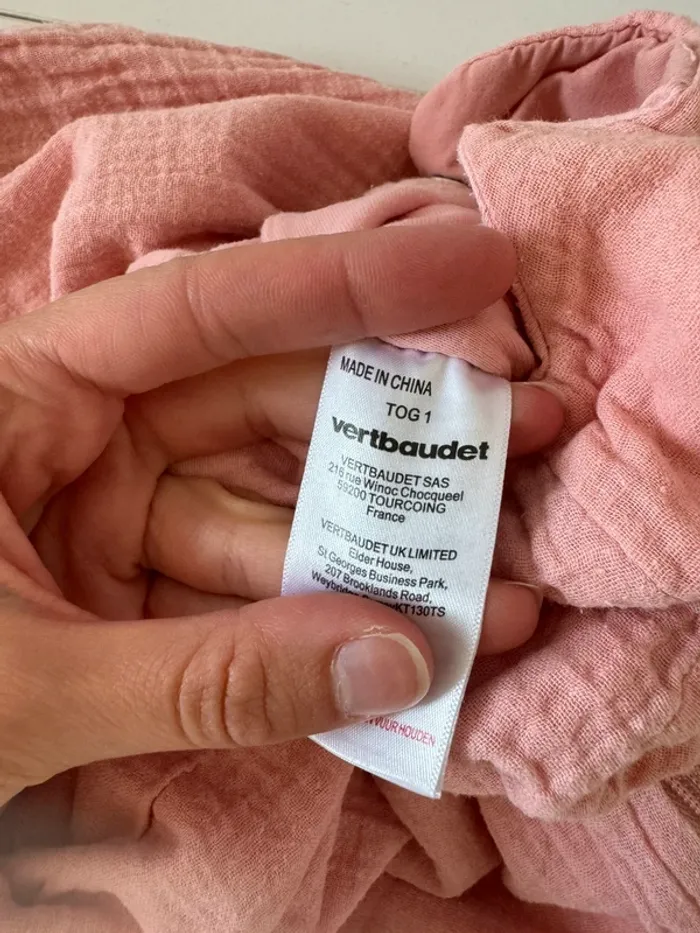 MADE IN CHINA
TOG 1
vertbaudet
VERTBAUDET SAS
216 rue Winoc Chocqueel
59200 TOURCOING
France
VERTBAUDET UK LIMITED
Elder House,
St Georges Business Park,
207 Brooklands Road,
KT130TS
VUUR HOUDEN